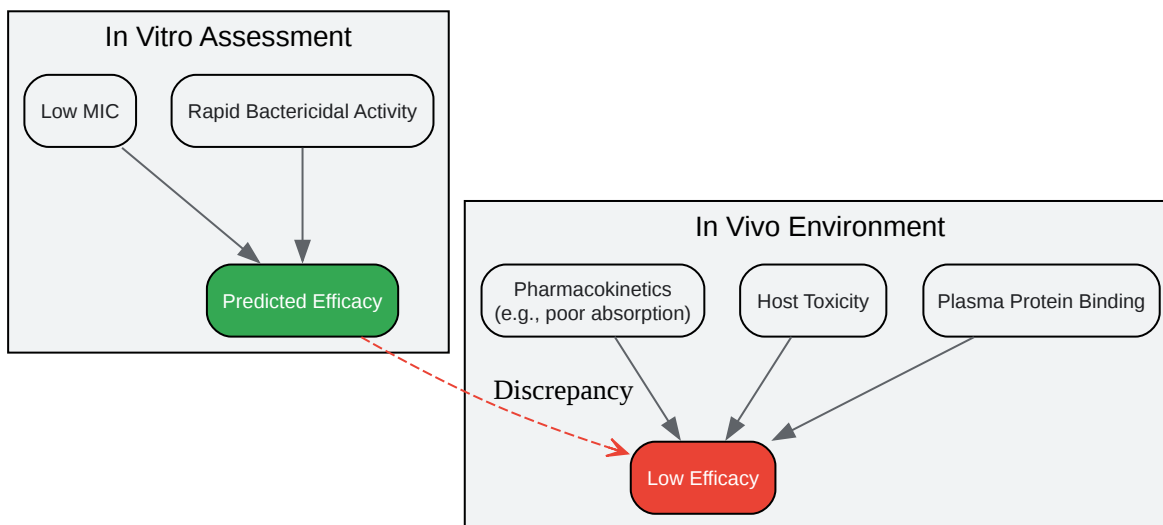 In Vitro Assessment
Low MIC
Rapid Bactericidal Activity
Predicted Efficacy
In Vivo Environment
Pharmacokinetics
(e.g., poor absorption)
Host Toxicity
Plasma Protein Binding
Discrepancy
Low Efficacy